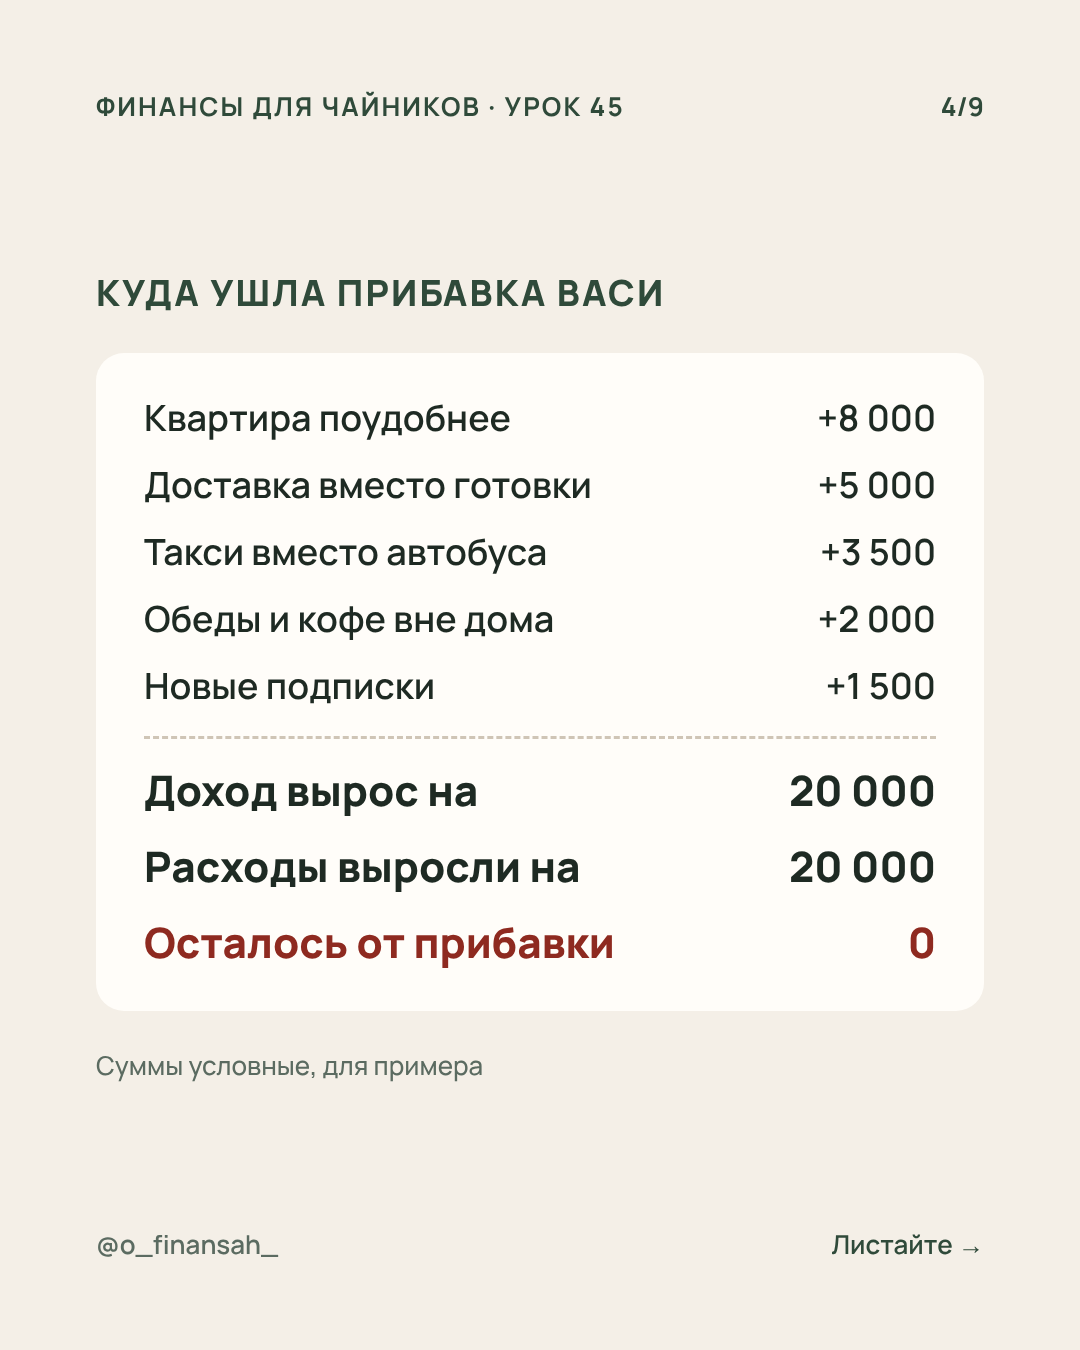 ФИНАНСЫ ДЛЯ ЧАЙНИКОВ · УРОК 45 4/9
КУДА УШЛА ПРИБАВКА ВАСИ
Квартира поудобнее +8 000
Доставка вместо готовки +5 000
Такси вместо автобуса +3 500
Обеды и кофе вне дома +2 000
Новые подписки +1 500
Доход вырос на 20 000
Расходы выросли на 20 000
Осталось от прибавки 0
Суммы условные, для примера
@o_finansah_ Листайте →